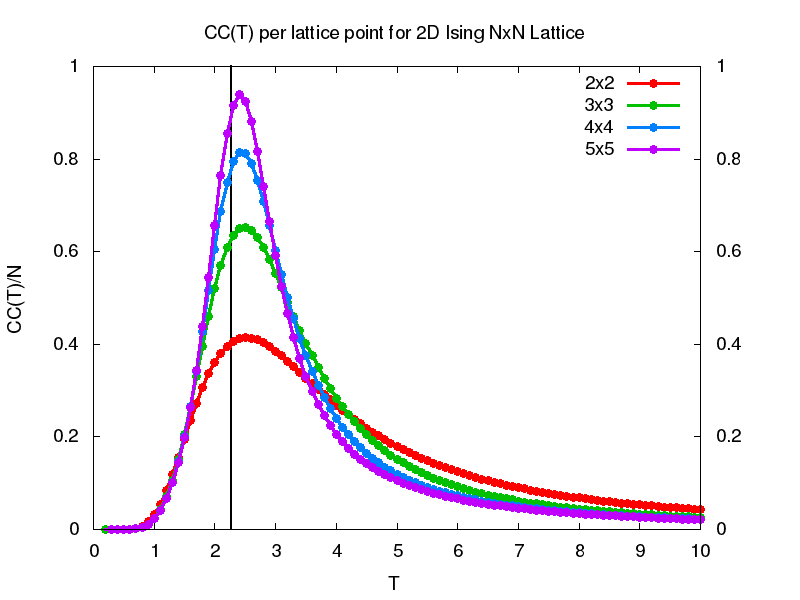 CC(T) per lattice point for 2D Ising NxN Lattice
1
0.8
0.6
0.4
0.2
0
CC(T)/N
2x2
3x3
4x4
5x5
1
0.8
0.6
0.4
0.2
0
0 1 2 3 4 5 6 7 8 9 10
T